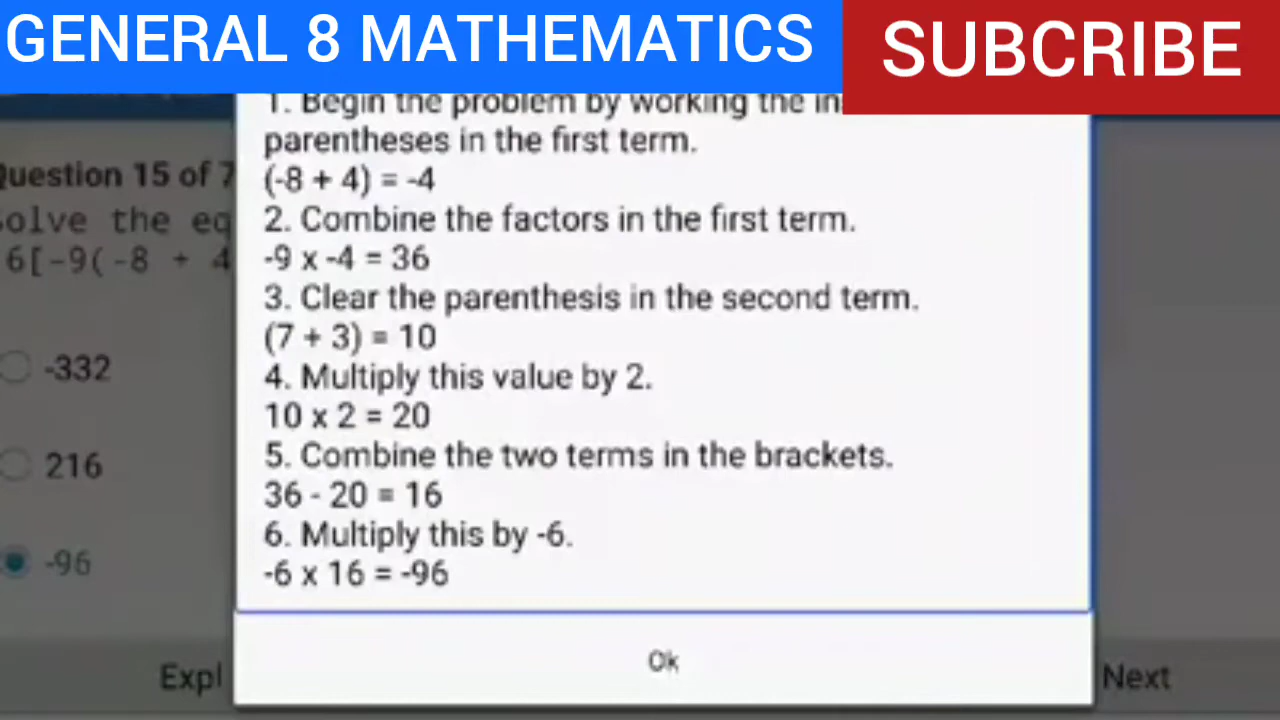 GENERAL 8 MATHEMATICS
SUBCRIBE
1. Begin the problem by working the
parentheses in the first term.
(-8 + 4) = -4
2. Combine the factors in the first term.
-9 x -4 = 36
3. Clear the parenthesis in the second term.
(7 + 3) = 10
4. Multiply this value by 2.
10 x 2 = 20
5. Combine the two terms in the brackets.
36 - 20 = 16
6. Multiply this by -6.
-6 x 16 = -96
Question 15 of 7
Solve the eq
6[-9(-8 + 4
-332
216
-96
Expl
Ok
Next